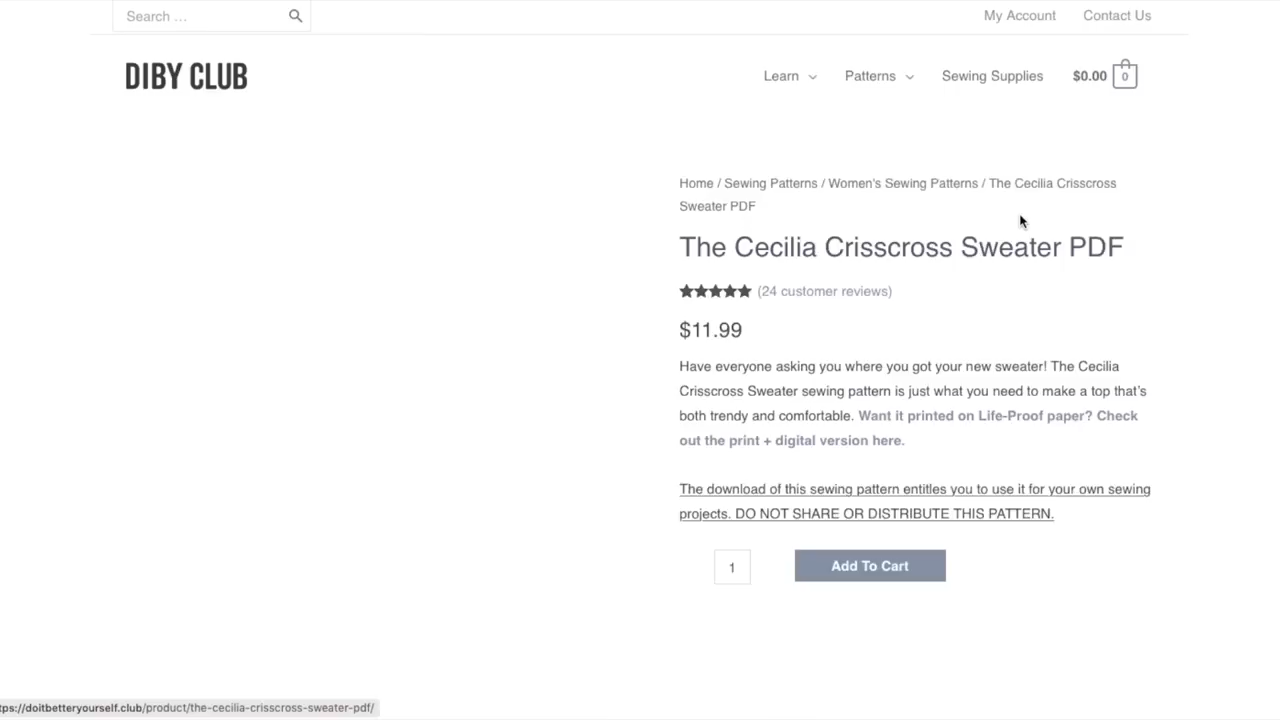 Search ...
My Account
Contact Us
DIBY CLUB
Learn
Patterns
Sewing Supplies
$0.00
0
Home / Sewing Patterns / Women's Sewing Patterns / The Cecilia Crisscross
Sweater PDF
The Cecilia Crisscross Sweater PDF
(24 customer reviews)
$11.99
Have everyone asking you where you got your new sweater! The Cecilia
Crisscross Sweater sewing pattern is just what you need to make a top that's
both trendy and comfortable. Want it printed on Life-Proof paper? Check
out the print + digital version here.
The download of this sewing pattern entitles you to use it for your own sewing
projects. DO NOT SHARE OR DISTRIBUTE THIS PATTERN.
1
Add To Cart
tps://doitbetteryourself.club/product/the-cecilia-crisscross-sweater-pdf/